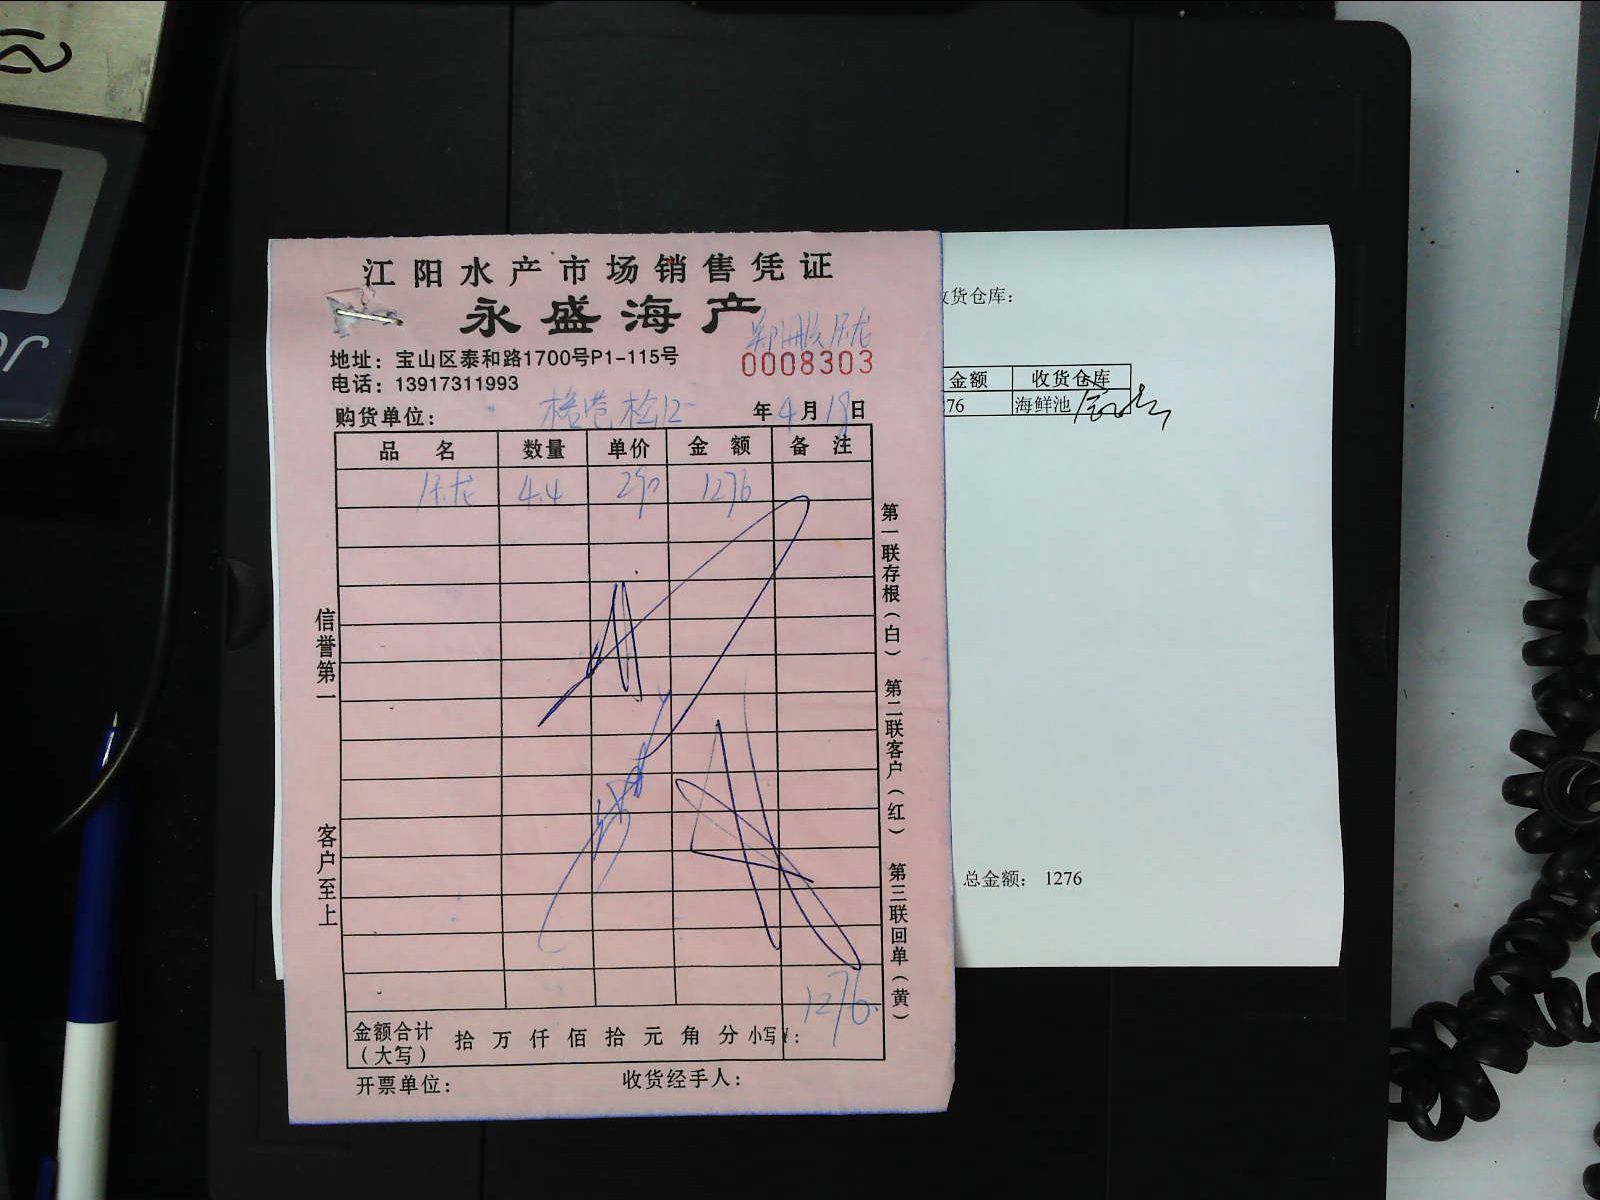 江阳水产市场销售凭证
永盛海产
地址：宝山区泰和路1700号P1-115号
0008303
电话：13917311993
购货单位： 年4月19日
品名 数量 单价 金额 备注
4.4 290 1276
信誉第一
客户至上
第一联存根（白） 第二联客户（红） 第三联回单（黄）
1276
金额合计（大写） 拾 万 仟 佰 拾 元 角 分 小写：
开票单位： 收货经手人：
收货仓库：
金额 收货仓库
76 海鲜池
总金额： 1276